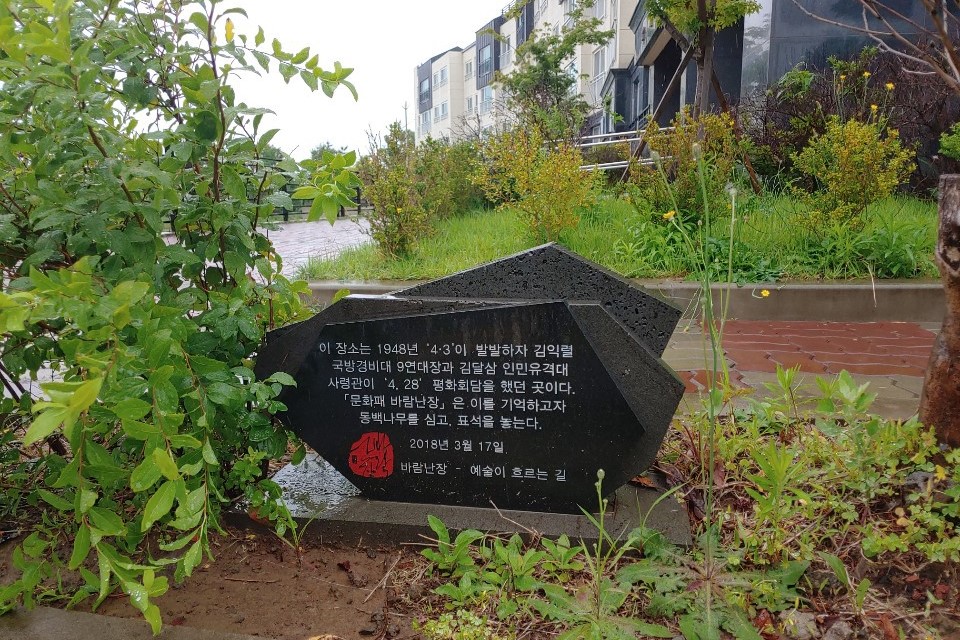 이 장소는 1948년 '4·3'이 발발하자 김익렬
국방경비대 9연대장과 김달삼 인민유격대
사령관이 '4, 28' 평화회담을 했던 곳이다.
「문화패 바람난장」은 이를 기억하고자
동백나무를 심고, 표석을 놓는다.
2018년 3월 17일
바람난장 - 예술이 흐르는 길